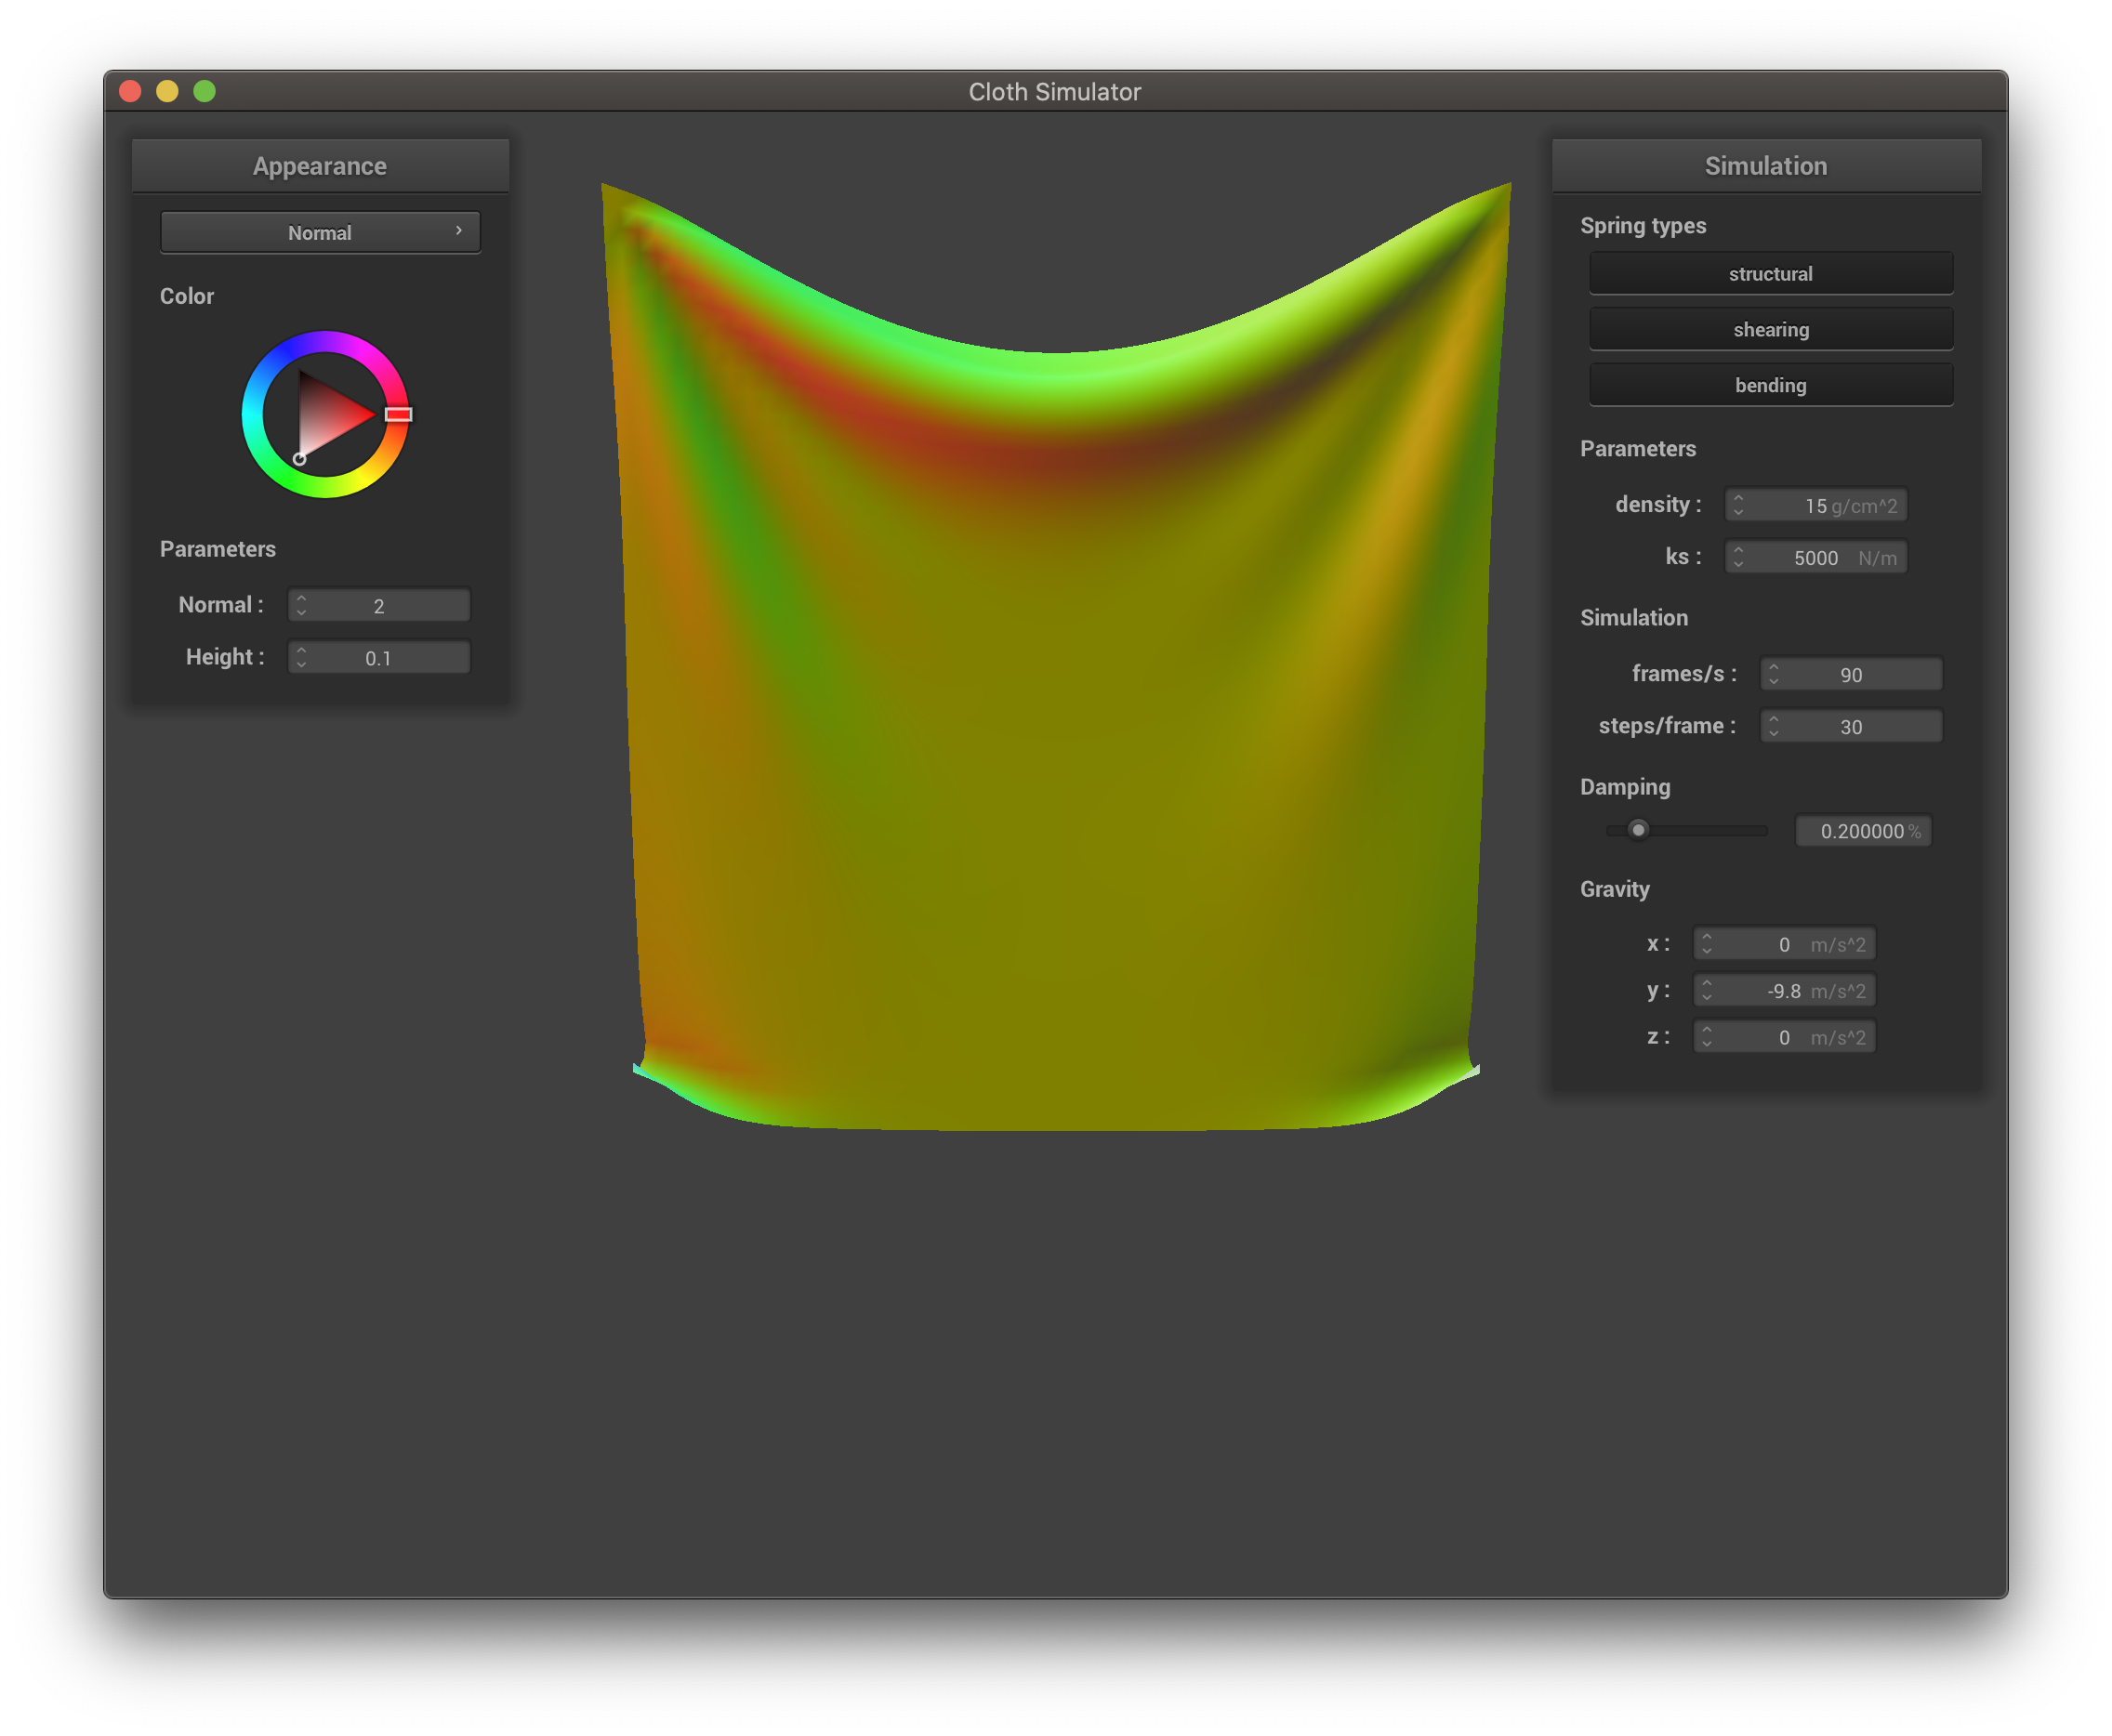 Cloth Simulator
Appearance
Normal
Color
Parameters
Normal : 2
Height : 0.1
Simulation
Spring types
structural
shearing
bending
Parameters
density : 15 g/cm^2
ks : 5000 N/m
Simulation
frames/s : 90
steps/frame : 30
Damping
0.200000 %
Gravity
x : 0 m/s^2
y : -9.8 m/s^2
z : 0 m/s^2